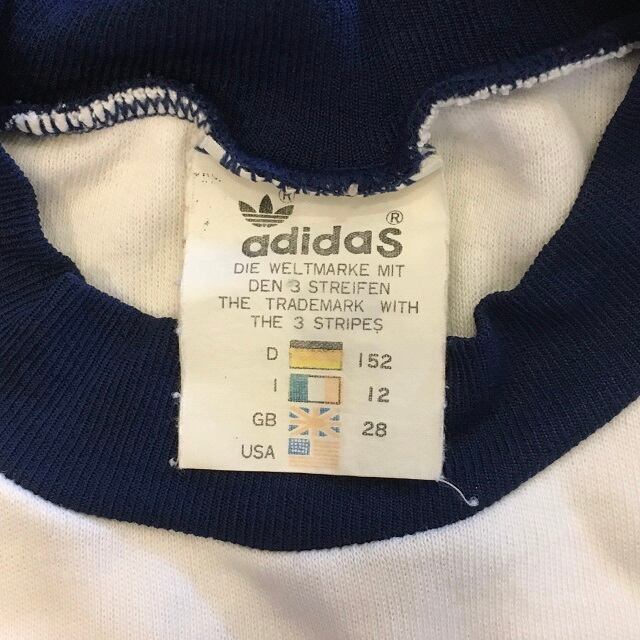 ®
adidas ®
DIE WELTMARKE MIT
DEN 3 STREIFEN
THE TRADEMARK WITH
THE 3 STRIPES
D 152
I 12
GB 28
USA